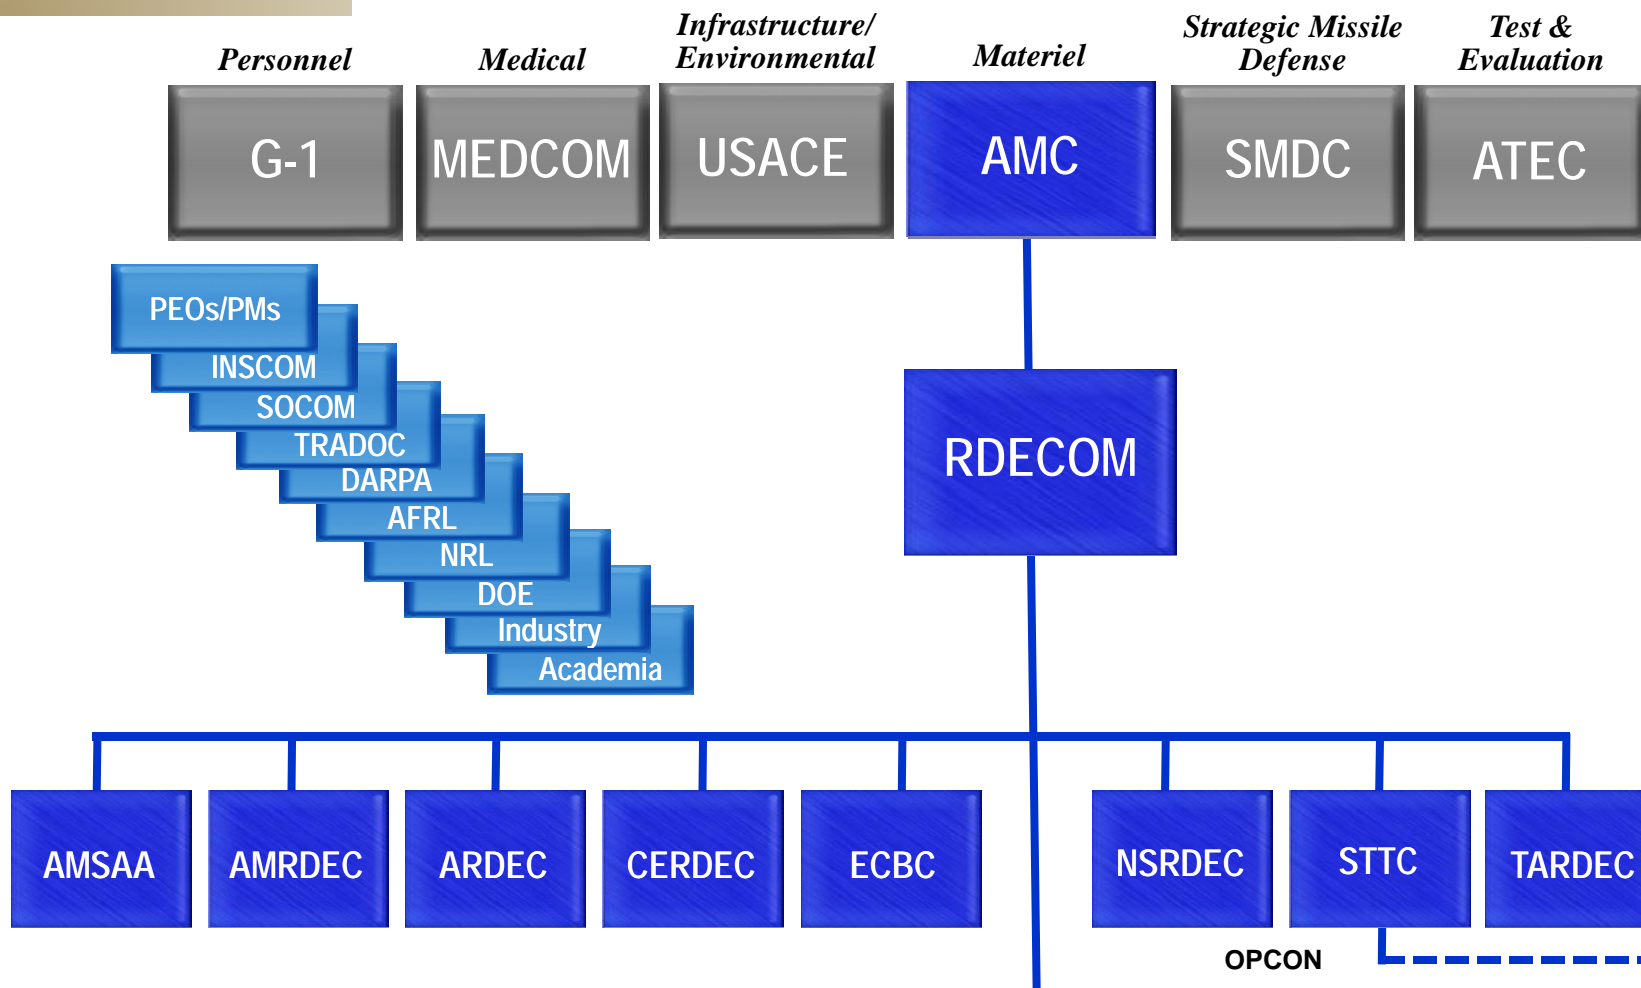 Personnel
Medical
Infrastructure/
Environmental
Materiel
Strategic Missile
Defense
Test &
Evaluation
G-1
MEDCOM
USACE
AMC
SMDC
ATEC
PEOs/PMs
INSCOM
SOCOM
TRADOC
DARPA
AFRL
NRL
DOE
Industry
Academia
RDECOM
AMSAA
AMRDEC
ARDEC
CERDEC
ECBC
NSRDEC
STTC
TARDEC
OPCON